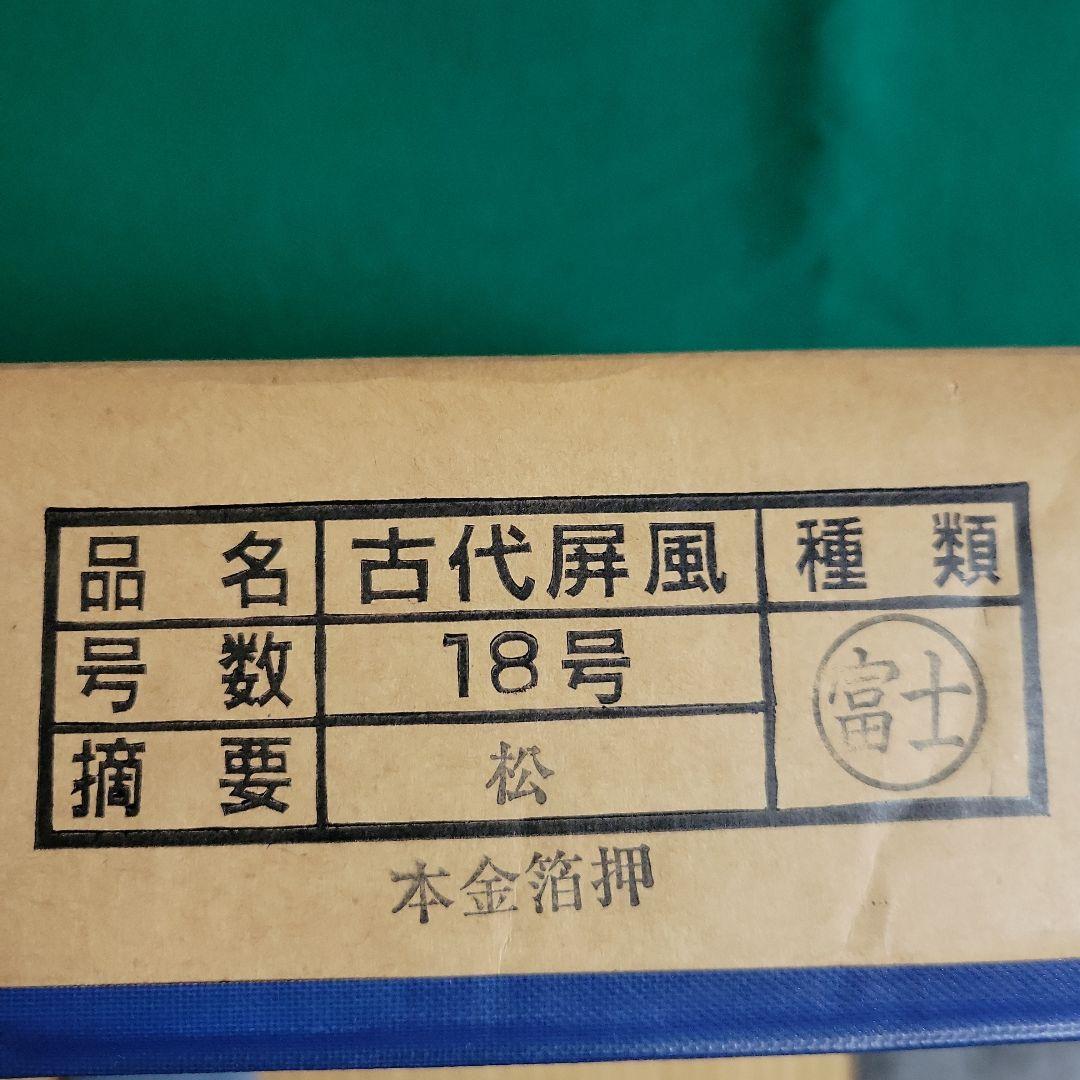 品名 古代屏風 種類
号数 18号 富士
摘要 松
本金箔押